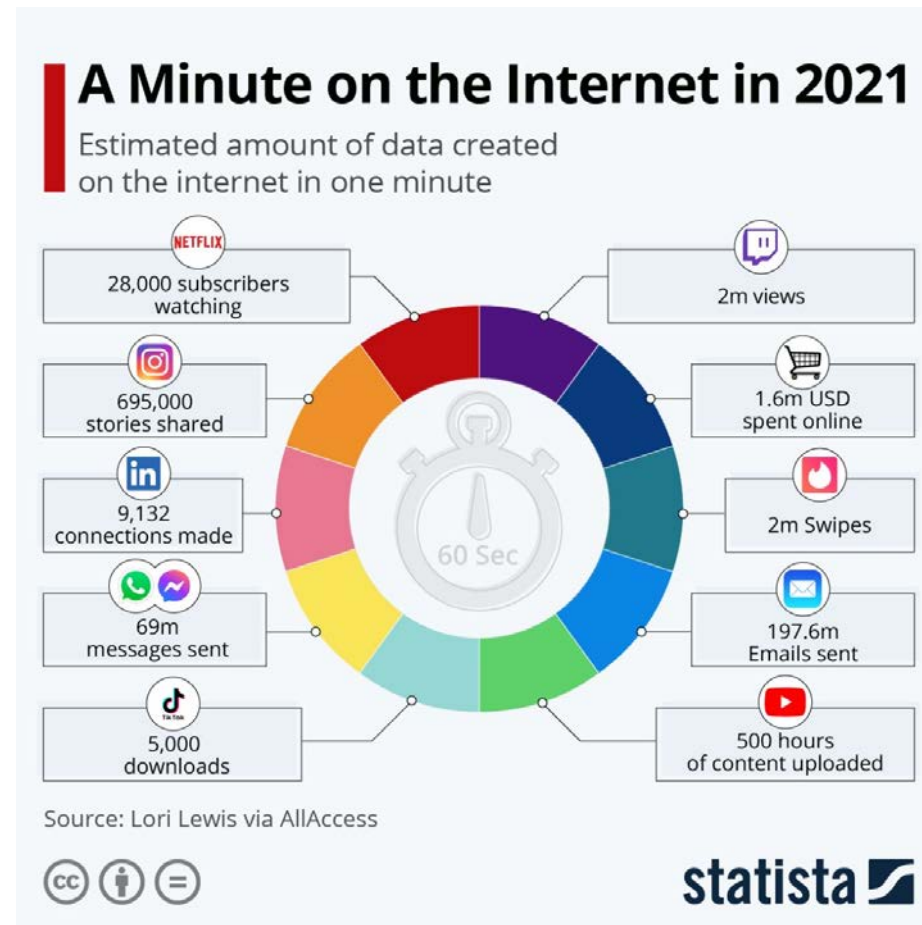 A Minute on the Internet in 2021
Estimated amount of data created
on the internet in one minute
NETFLIX
28,000 subscribers
watching
2m views
695,000
stories shared
1.6m USD
spent online
in
9,132
connections made
2m Swipes
69m
messages sent
197.6m
Emails sent
TikTok
5,000
downloads
500 hours
of content uploaded
60 Sec
Source: Lori Lewis via AllAccess
cc
statista